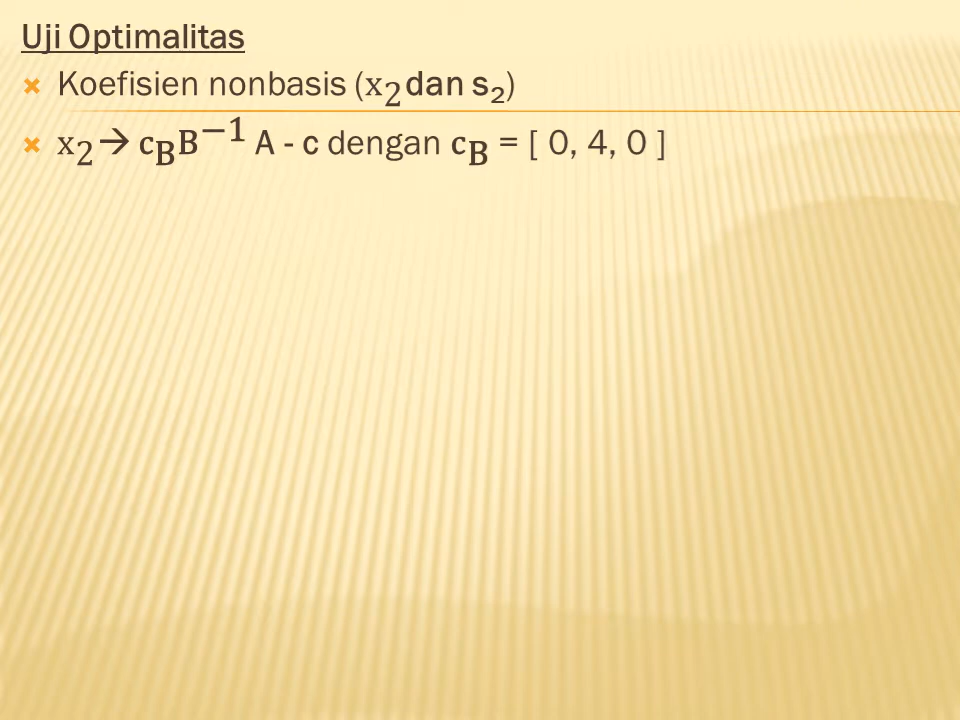 Uji Optimalitas
Koefisien nonbasis (x₂ dan s₂)
x₂ → c_B B⁻¹ A - c dengan c_B = [ 0, 4, 0 ]